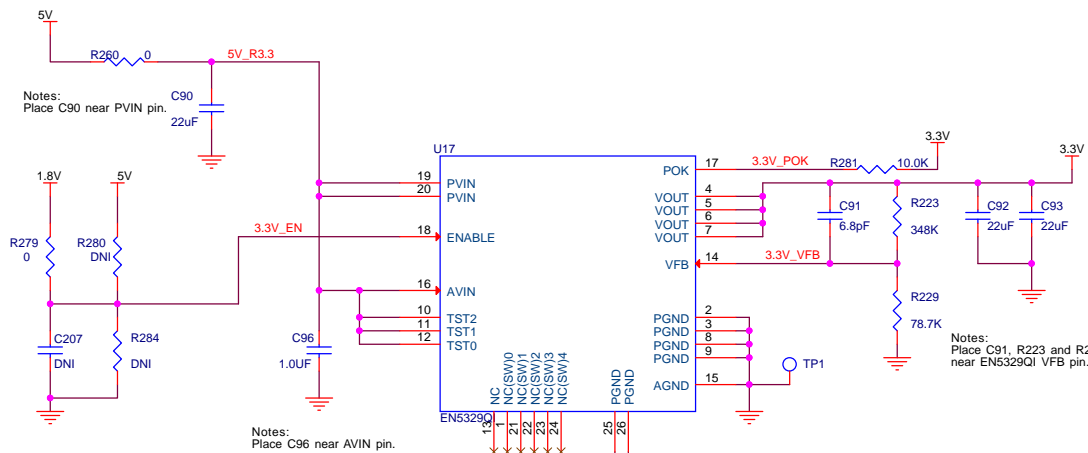 5V
R260 0
5V_R3.3
Notes:
Place C90 near PVIN pin.
C90
22uF
U17
1.8V
5V
R279
0
R280
DNI
3.3V_EN
C207
DNI
R284
DNI
C96
1.0UF
Notes:
Place C96 near AVIN pin.
19 PVIN
20 PVIN
18 ENABLE
16 AVIN
10 TST2
11 TST1
12 TST0
EN5329QI
13 NC
1 NC(SW)0
21 NC(SW)1
22 NC(SW)2
23 NC(SW)3
24 NC(SW)4
25 PGND
26 PGND
POK 17
VOUT 4
VOUT 5
VOUT 6
VOUT 7
VFB 14
PGND 2
PGND 3
PGND 8
PGND 9
AGND 15
3.3V_POK
R281 10.0K
3.3V
3.3V
C91
6.8pF
R223
348K
C92
22uF
C93
22uF
3.3V_VFB
R229
78.7K
TP1
Notes:
Place C91, R223 and R2
near EN5329QI VFB pin.